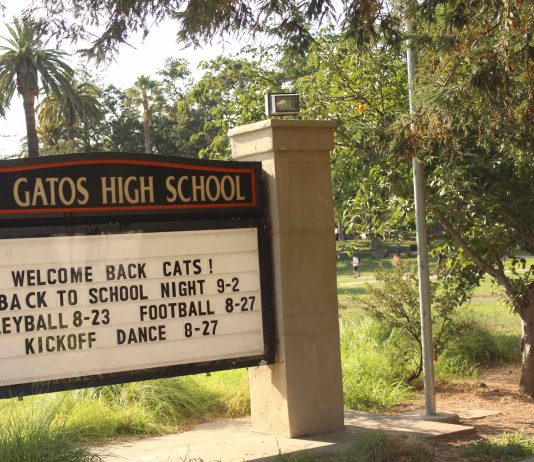 GATOS HIGH SCHOOL
WELCOME BACK CATS!
BACK TO SCHOOL NIGHT 9-2
LEYBALL 8-23 FOOTBALL 8-27
KICKOFF DANCE 8-27